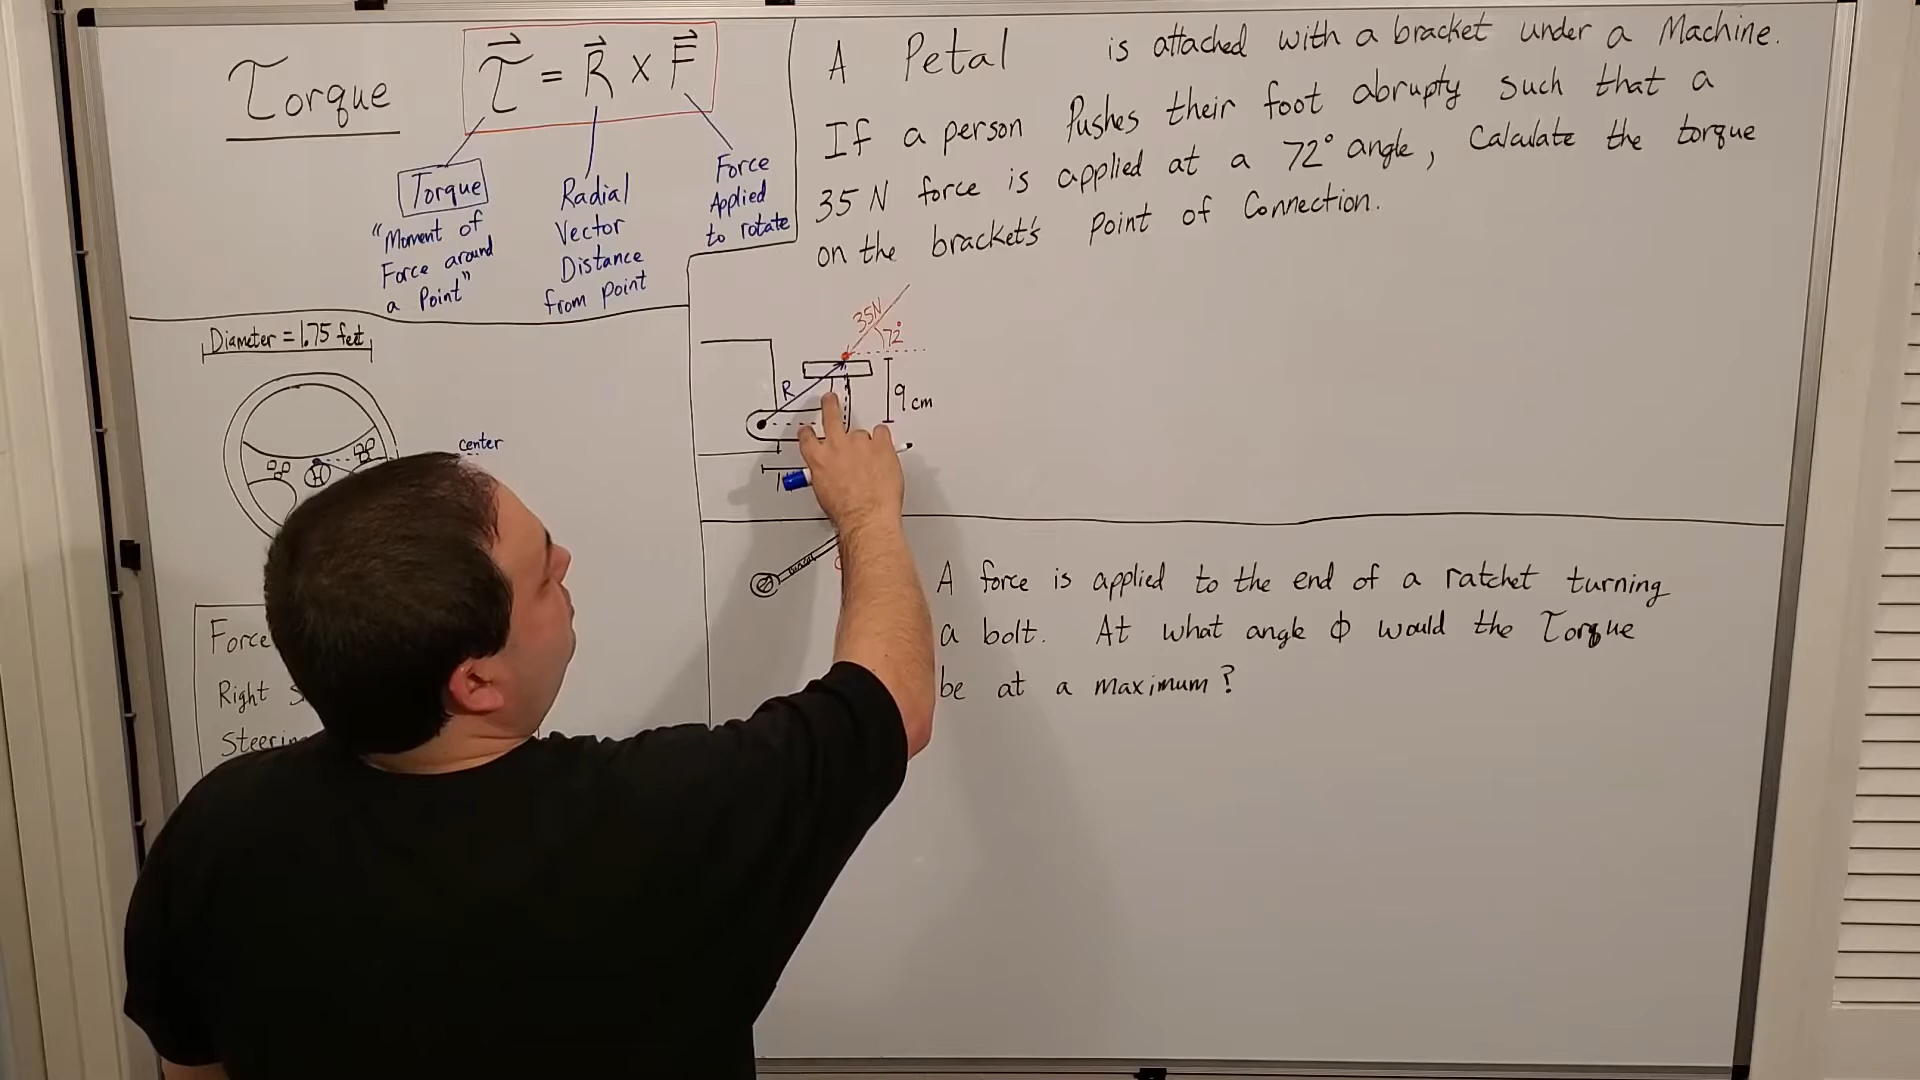 Torque
τ = R x F
Torque
"Moment of
Force around
a Point"
Radial
Vector
Distance
from point
Force
Applied
to rotate
A Petal is attached with a bracket under a Machine.
If a person Pushes their foot abrupty such that a
35 N force is applied at a 72° angle, Calculate the torque
on the bracket's Point of Connection.
Diameter = 1.75 feet
center
H
Force
Right
Steering
35N
72°
R
9 cm
A force is applied to the end of a ratchet turning
a bolt. At what angle Φ would the Torque
be at a maximum?